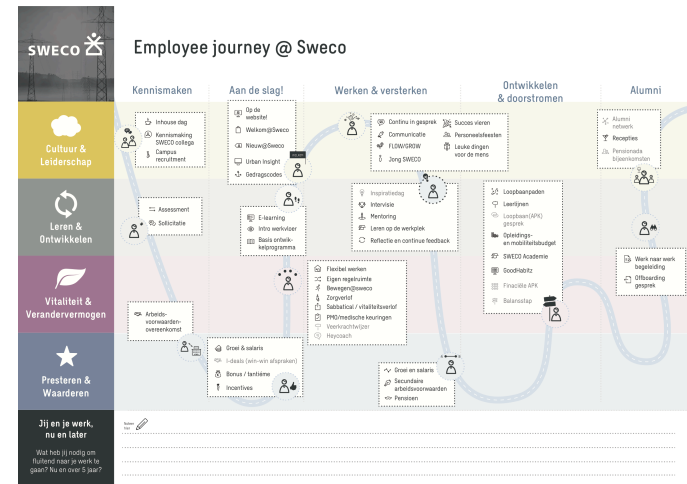 SWECO
Employee journey @ Sweco
Kennismaken
Aan de slag!
Werken & versterken
Ontwikkelen
& doorstromen
Alumni
Cultuur &
Leiderschap
Inhouse dag
Kennismaking
SWECO collega
Campus
recruitment
Op de
website!
Welkom@Sweco
Nieuw@Sweco
Urban Insight
Gedragscodes
Continu in gesprek
Communicatie
FLOW/GROW
Jong SWECO
Succes vieren
Personeelsfeesten
Leuke dingen
voor de mens
Alumni
netwerk
Recepties
Pensionada
bijeenkomsten
Leren &
Ontwikkelen
Assessment
Sollicitatie
E-learning
Intro werkvloer
Basis ontwik-
kelprogramma
Inspiratiedag
Intervisie
Mentoring
Leren op de werkplek
Reflectie en continue feedback
Loopbaanpaden
Leerlijnen
Loopbaan(APK)
gesprek
Opleidings-
en mobiliteitsbudget
SWECO Academie
GoodHabitz
Finaciële APK
Balansstap
Werk naar werk
begeleiding
Offboarding
gesprek
Vitaliteit &
Verandervermogen
Arbeids-
voorwaarden-
overeenkomst
Flexibel werken
Eigen regelruimte
Bewegen@sweco
Zorgverlof
Sabbatical / vitaliteitsverlof
PMO/medische keuringen
Veerkrachtwijzer
Heycoach
Presteren &
Waarderen
Groei & salaris
I-deals (win-win afspraken)
Bonus / tantième
Incentives
Groei en salaris
Secundaire
arbeidsvoorwaarden
Pensioen
Jij en je werk,
nu en later
Wat heb jij nodig om
fluitend naar je werk te
gaan? Nu en over 5 jaar?